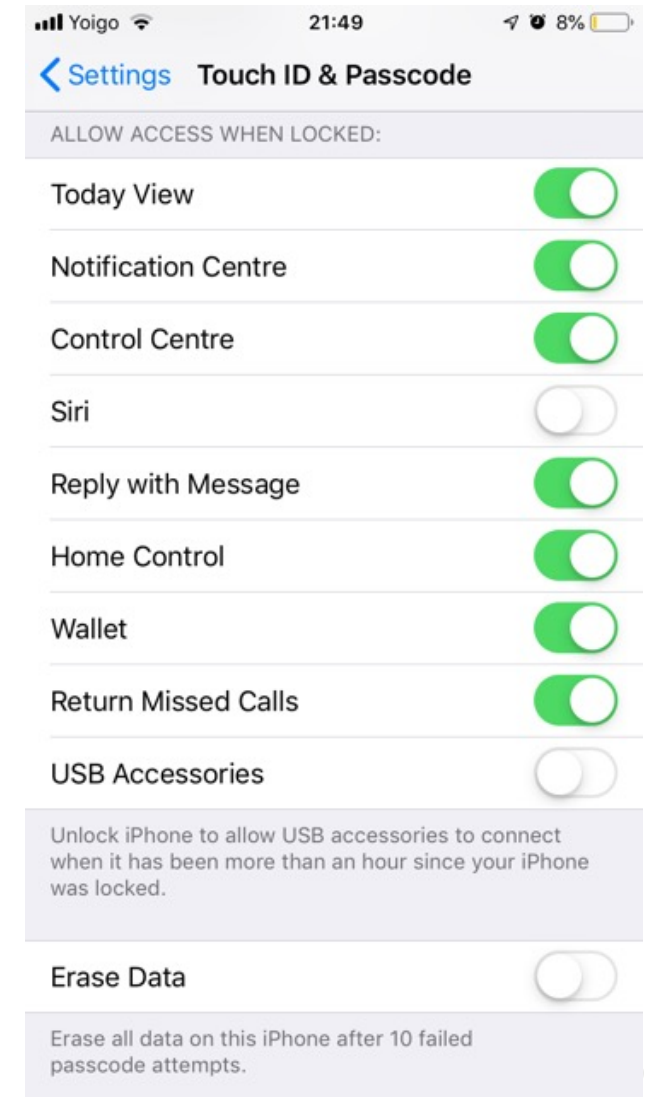 Yoigo 21:49 8%
Settings Touch ID & Passcode
ALLOW ACCESS WHEN LOCKED:
Today View
Notification Centre
Control Centre
Siri
Reply with Message
Home Control
Wallet
Return Missed Calls
USB Accessories
Unlock iPhone to allow USB accessories to connect
when it has been more than an hour since your iPhone
was locked.
Erase Data
Erase all data on this iPhone after 10 failed
passcode attempts.